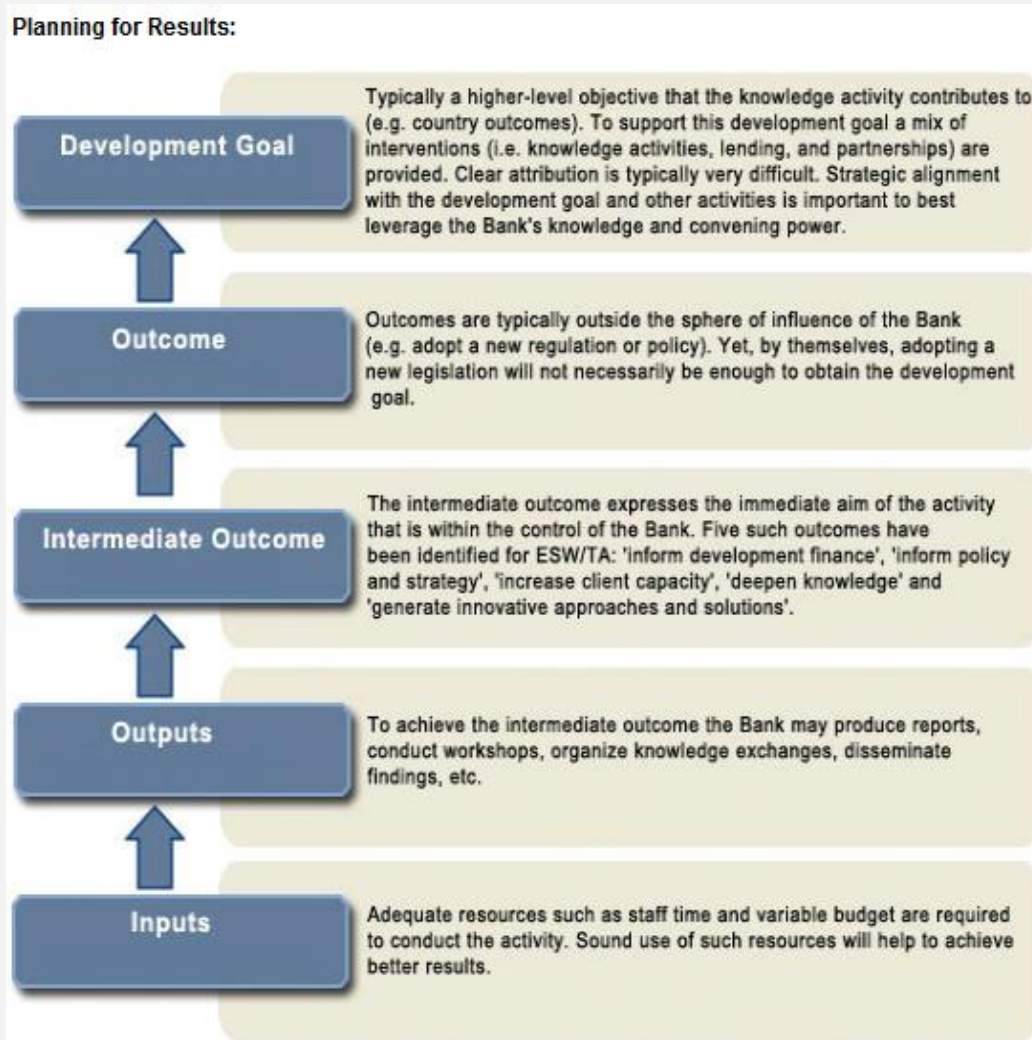 Planning for Results:
Development Goal
Typically a higher-level objective that the knowledge activity contributes to
(e.g. country outcomes). To support this development goal a mix of
interventions (i.e. knowledge activities, lending, and partnerships) are
provided. Clear attribution is typically very difficult. Strategic alignment
with the development goal and other activities is important to best
leverage the Bank's knowledge and convening power.
Outcome
Outcomes are typically outside the sphere of influence of the Bank
(e.g. adopt a new regulation or policy). Yet, by themselves, adopting a
new legislation will not necessarily be enough to obtain the development
goal.
Intermediate Outcome
The intermediate outcome expresses the immediate aim of the activity
that is within the control of the Bank. Five such outcomes have
been identified for ESW/TA: 'inform development finance', 'inform policy
and strategy', 'increase client capacity', 'deepen knowledge' and
'generate innovative approaches and solutions'.
Outputs
To achieve the intermediate outcome the Bank may produce reports,
conduct workshops, organize knowledge exchanges, disseminate
findings, etc.
Inputs
Adequate resources such as staff time and variable budget are required
to conduct the activity. Sound use of such resources will help to achieve
better results.